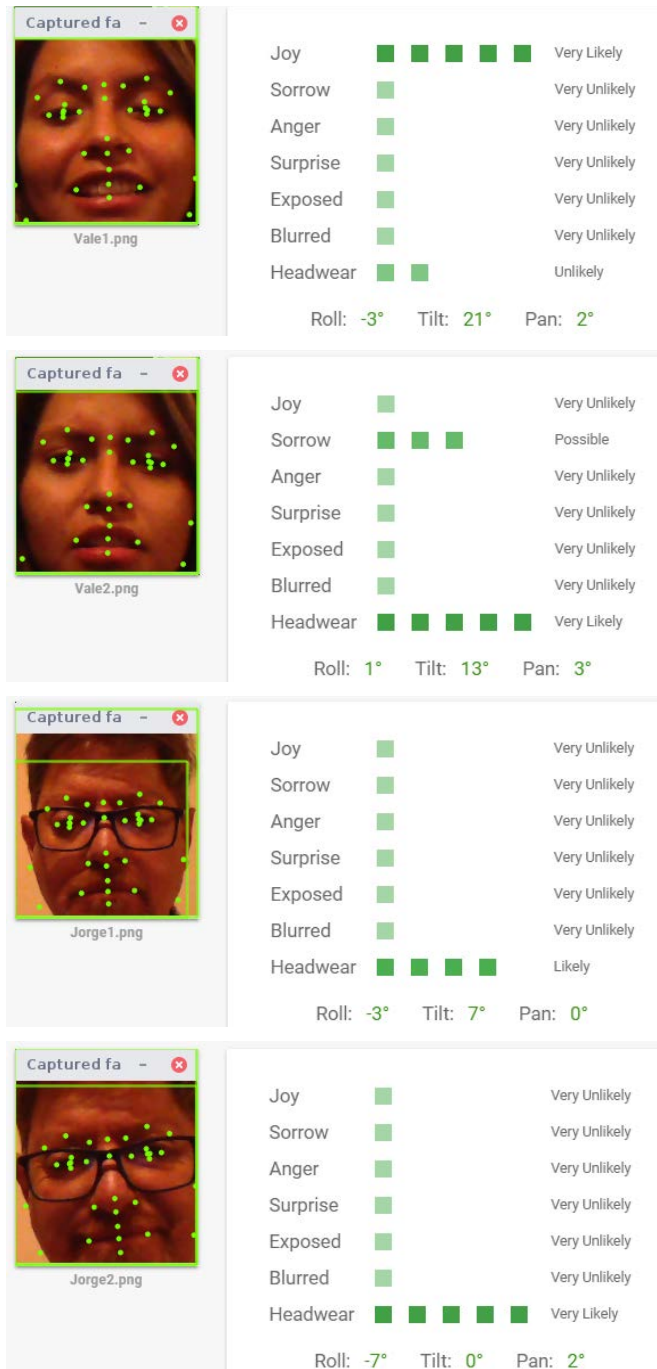 Captured fa –
Joy Very Likely
Sorrow Very Unlikely
Anger Very Unlikely
Surprise Very Unlikely
Exposed Very Unlikely
Blurred Very Unlikely
Headwear Unlikely
Vale1.png
Roll: -3° Tilt: 21° Pan: 2°
Captured fa –
Joy Very Unlikely
Sorrow Possible
Anger Very Unlikely
Surprise Very Unlikely
Exposed Very Unlikely
Blurred Very Unlikely
Headwear Very Likely
Vale2.png
Roll: 1° Tilt: 13° Pan: 3°
Captured fa –
Joy Very Unlikely
Sorrow Very Unlikely
Anger Very Unlikely
Surprise Very Unlikely
Exposed Very Unlikely
Blurred Very Unlikely
Headwear Likely
Jorge1.png
Roll: -3° Tilt: 7° Pan: 0°
Captured fa –
Joy Very Unlikely
Sorrow Very Unlikely
Anger Very Unlikely
Surprise Very Unlikely
Exposed Very Unlikely
Blurred Very Unlikely
Headwear Very Likely
Jorge2.png
Roll: -7° Tilt: 0° Pan: 2°